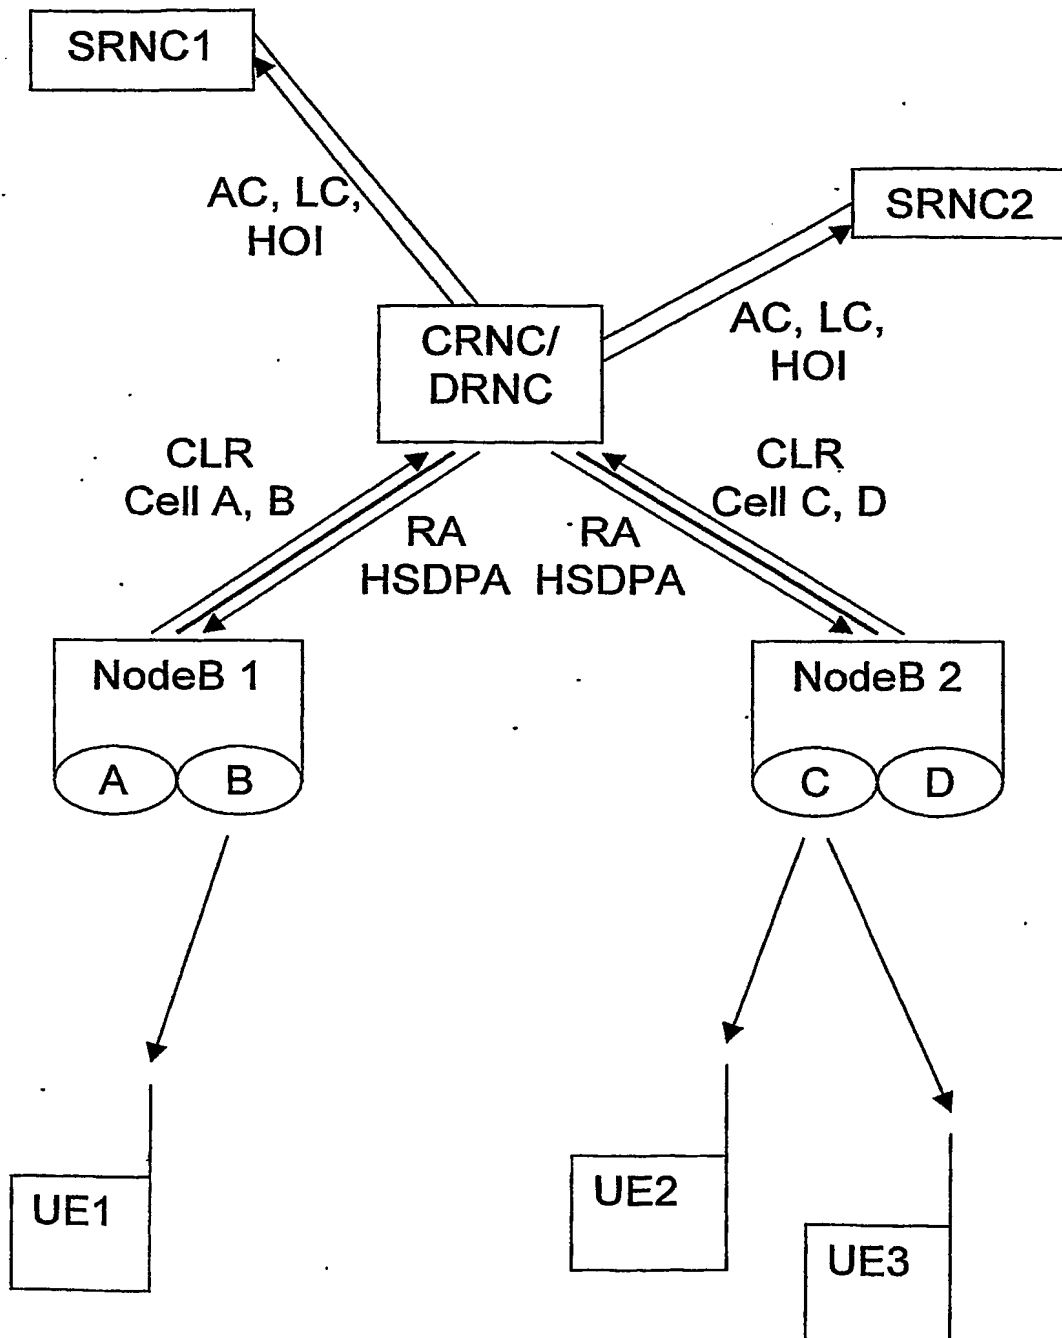 SRNC1
AC, LC,
HOI
SRNC2
AC, LC,
HOI
CRNC/
DRNC
CLR
Cell A, B
CLR
Cell C, D
RA
HSDPA
RA
HSDPA
NodeB 1
A
B
NodeB 2
C
D
UE1
UE2
UE3